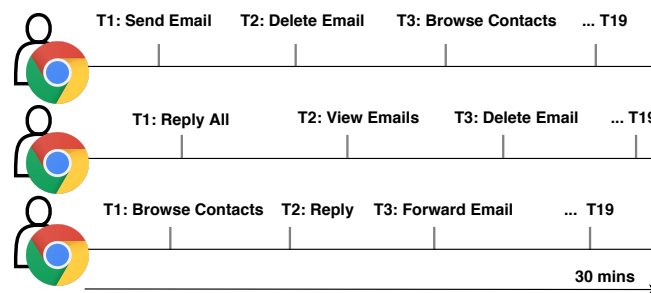 T1: Send Email T2: Delete Email T3: Browse Contacts ... T19
T1: Reply All T2: View Emails T3: Delete Email ... T19
T1: Browse Contacts T2: Reply T3: Forward Email ... T19
30 mins